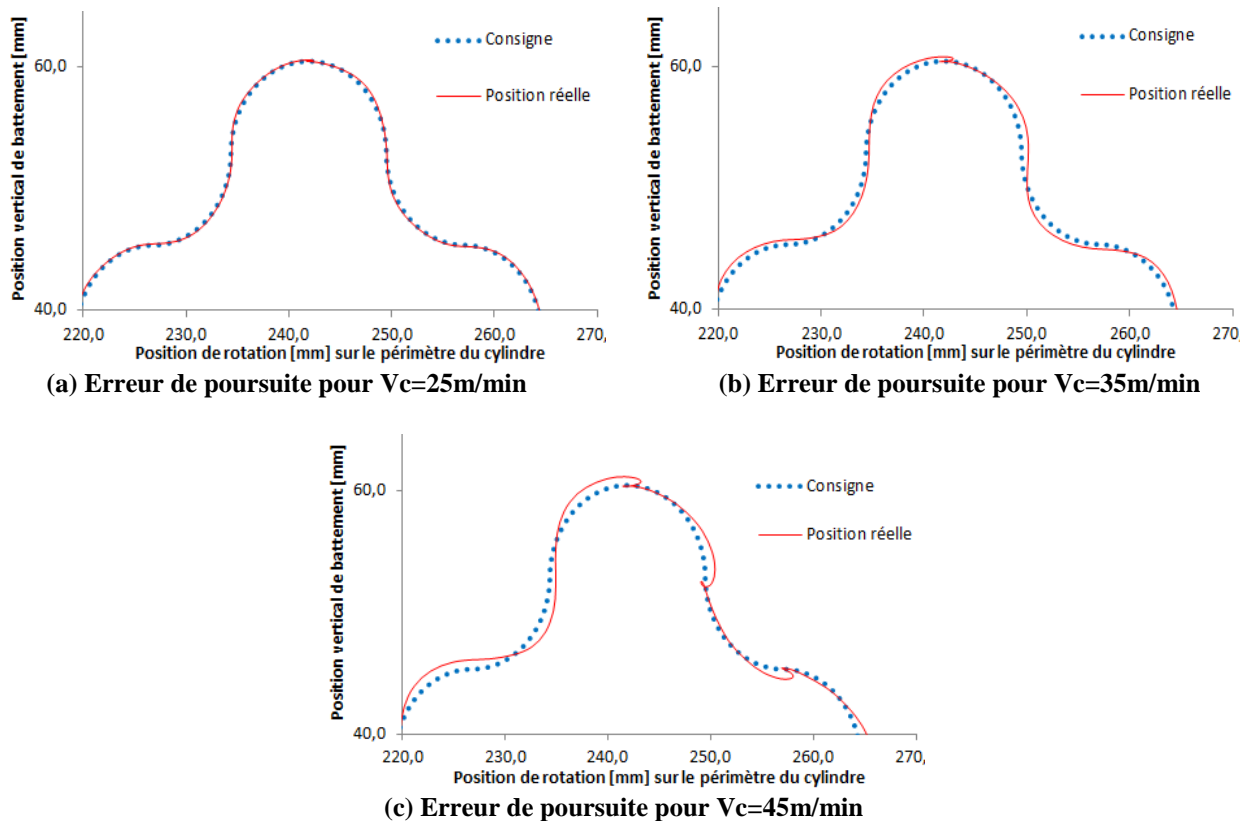 Position vertical de battement [mm]
60,0
40,0
Consigne
Position réelle
220,0 230,0 240,0 250,0 260,0 270,
Position de rotation [mm] sur le périmètre du cylindre
(a) Erreur de poursuite pour Vc=25m/min
Position vertical de battement [mm]
60,0
40,0
Consigne
Position réelle
220,0 230,0 240,0 250,0 260,0 270,
Position de rotation [mm] sur le périmètre du cylindre
(b) Erreur de poursuite pour Vc=35m/min
Position vertical de battement [mm]
60,0
40,0
Consigne
Position réelle
220,0 230,0 240,0 250,0 260,0 270,
Position de rotation [mm] sur le périmètre du cylindre
(c) Erreur de poursuite pour Vc=45m/min